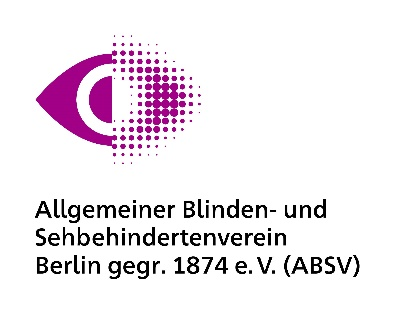 Allgemeiner Blinden- und
Sehbehindertenverein
Berlin gegr. 1874 e. V. (ABSV)